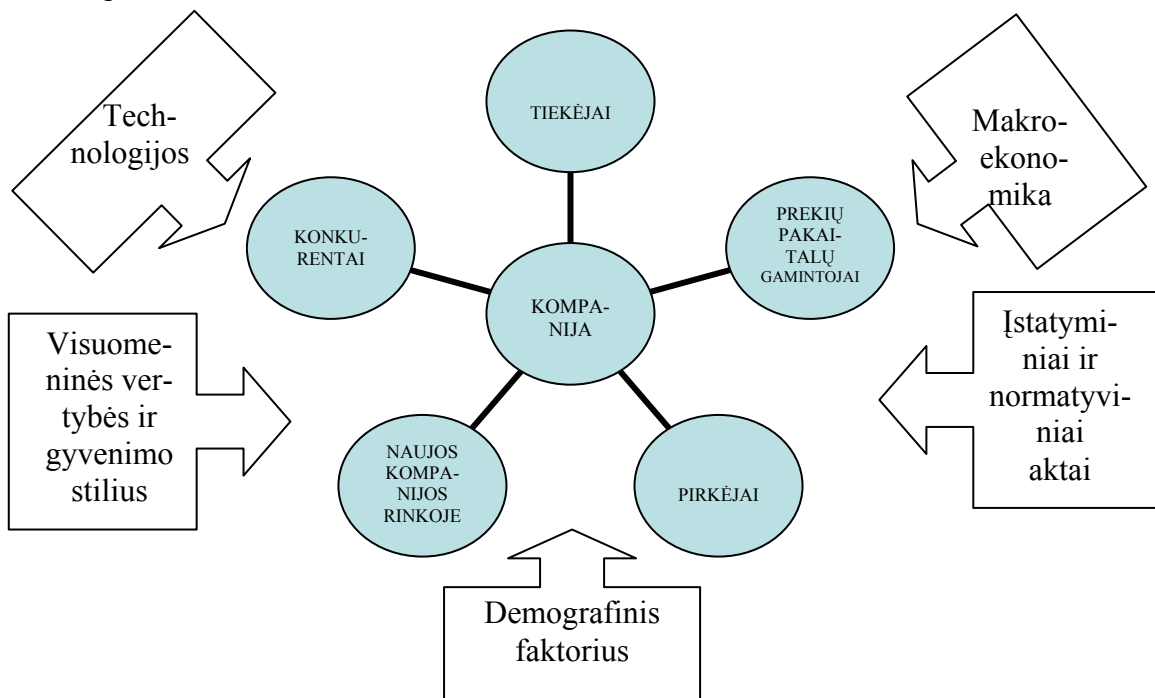 TIEKĖJAI
Tech-
nologijos
Makro-
ekono-
mika
KONKU-
RENTAI
PREKIŲ
PAKAI-
TALŲ
GAMINTOJAI
KOMPA-
NIJA
Visuome-
ninės ver-
tybės ir
gyvenimo
stilius
Įstatymi-
niai ir
normatyvi-
niai
aktai
NAUJOS
KOMPA-
NIJOS
RINKOJE
PIRKĖJAI
Demografinis
faktorius